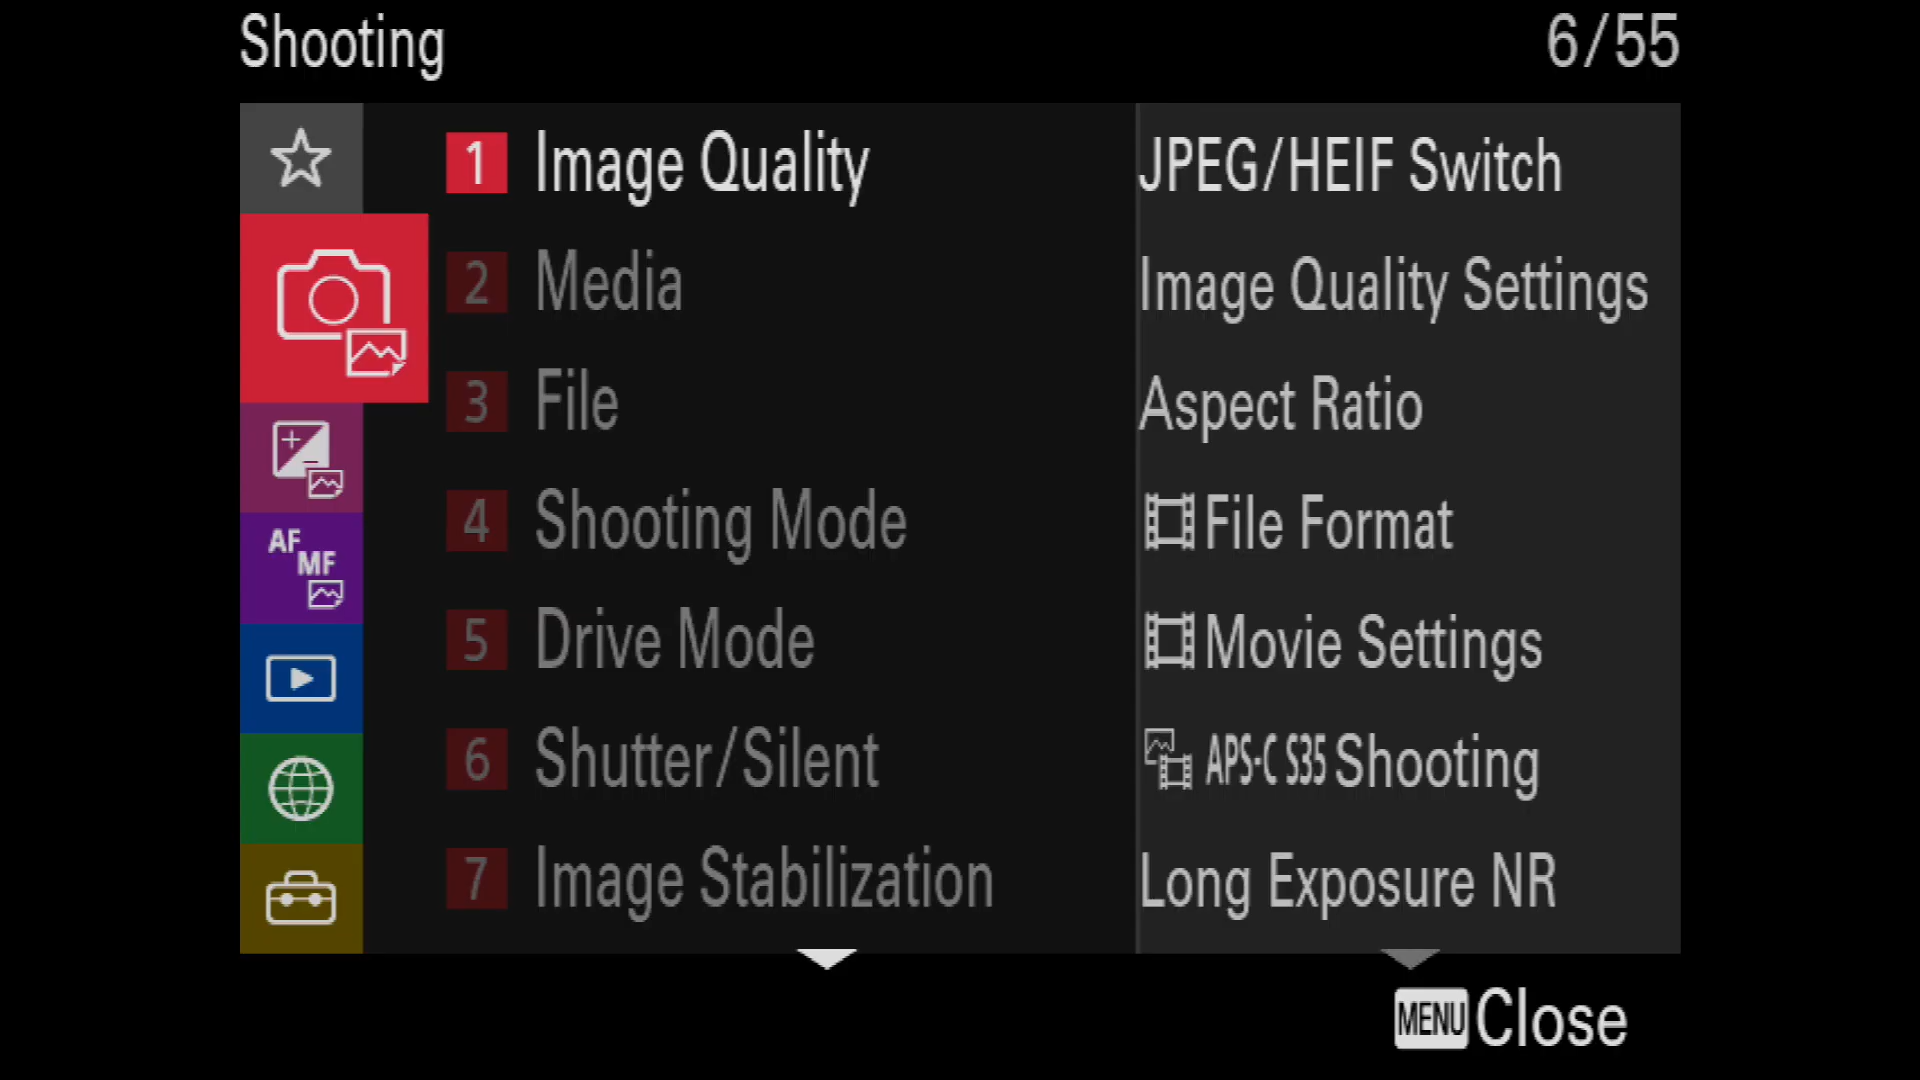 Shooting 6/55
1 Image Quality
2 Media
3 File
4 Shooting Mode
5 Drive Mode
6 Shutter/Silent
7 Image Stabilization
AF
MF
JPEG/HEIF Switch
Image Quality Settings
Aspect Ratio
File Format
Movie Settings
APS-C S35 Shooting
Long Exposure NR
MENU Close